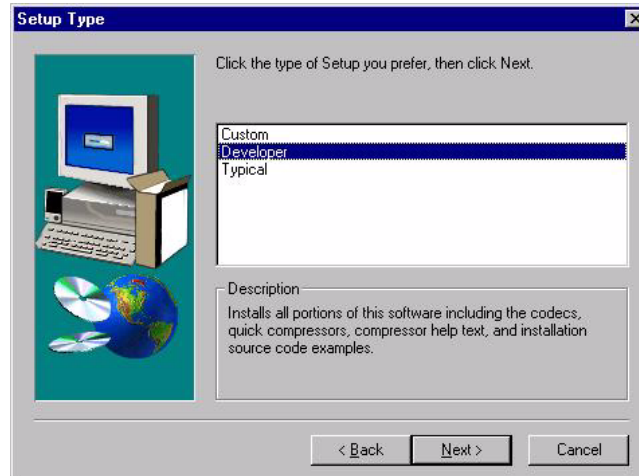 Setup Type
Click the type of Setup you prefer, then click Next.
Custom
Developer
Typical
Description
Installs all portions of this software including the codecs,
quick compressors, compressor help text, and installation
source code examples.
< Back
Next >
Cancel